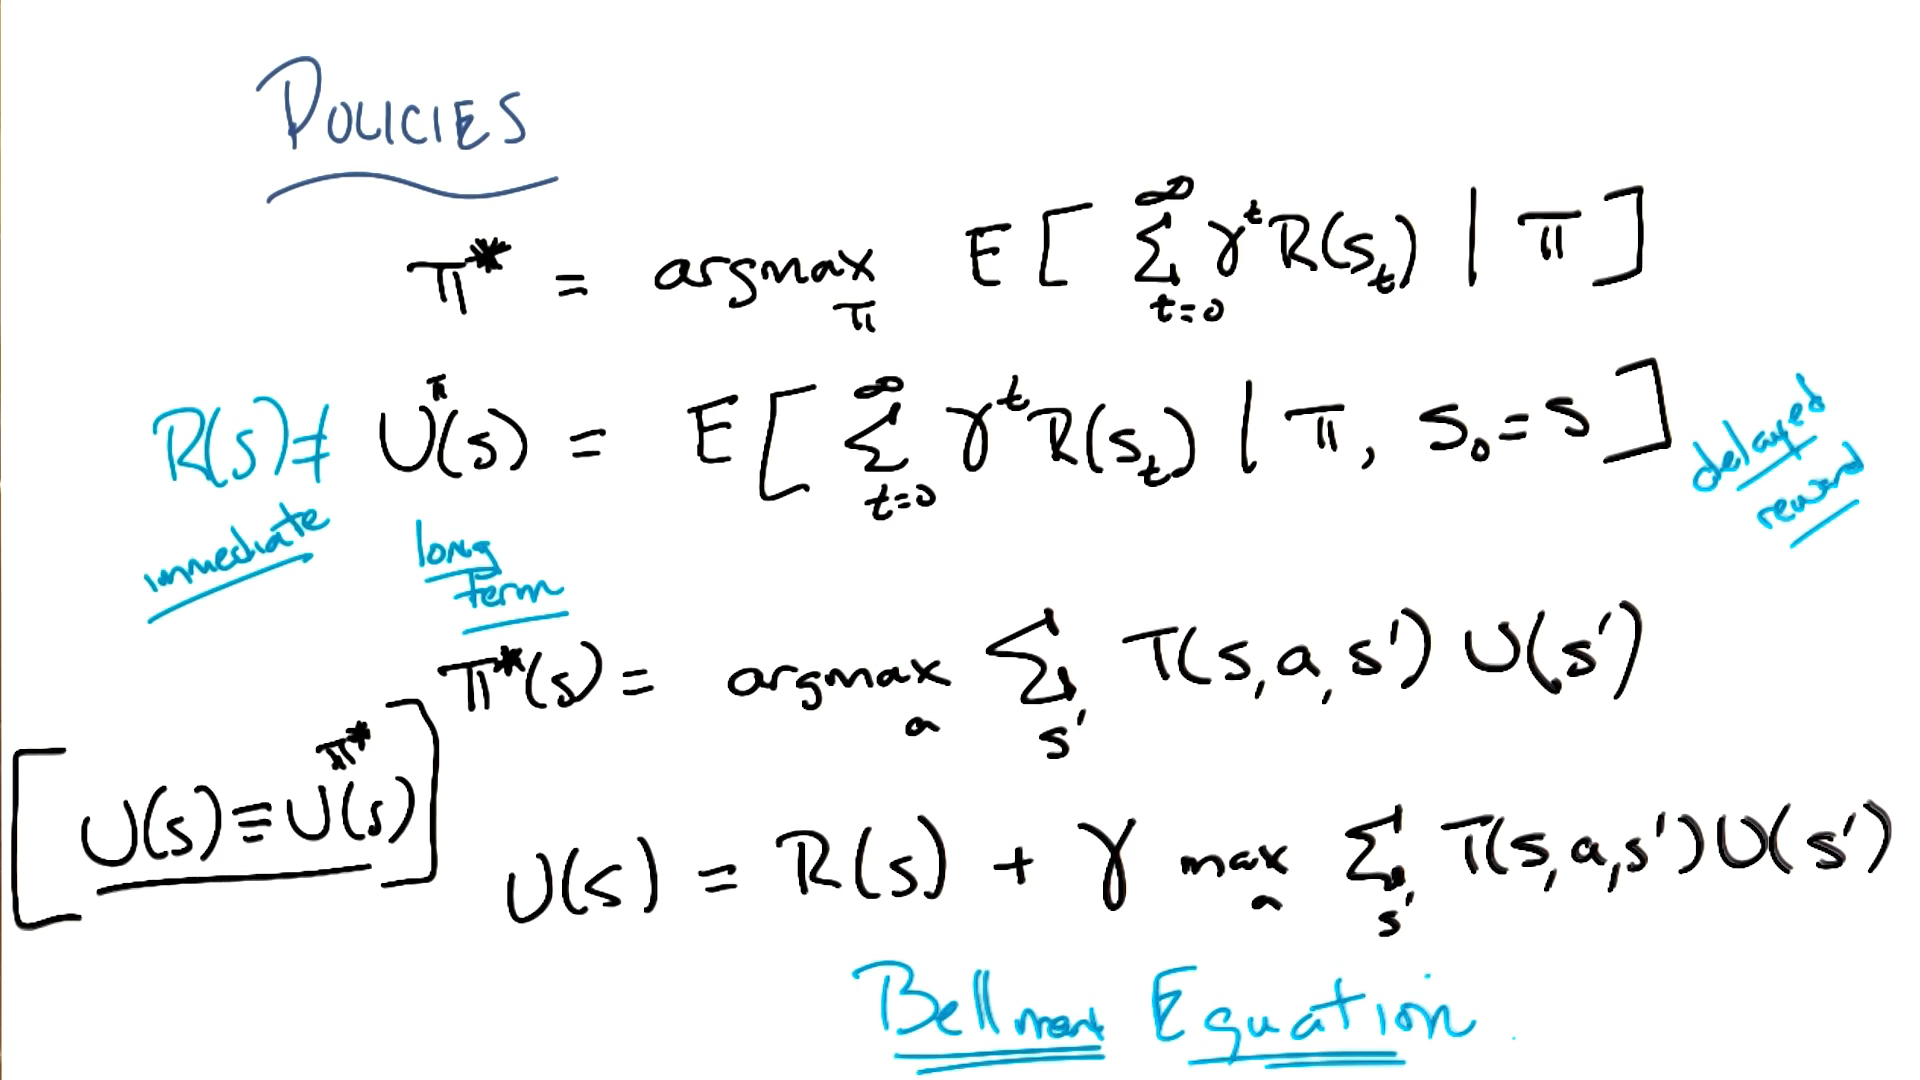 POLICIES
π* = argmax_π E[ Σ_{t=0}^{∞} γ^t R(s_t) | π ]
R(s) ≠ U^π(s) = E[ Σ_{t=0}^{∞} γ^t R(s_t) | π, s_0 = s ] delayed reward
immediate long term
π*(s) = argmax_a Σ_{s'} T(s, a, s') U(s')
[ U(s) ≡ U^{π*}(s) ]
U(s) = R(s) + γ max_a Σ_{s'} T(s, a, s') U(s')
Bellman Equation.